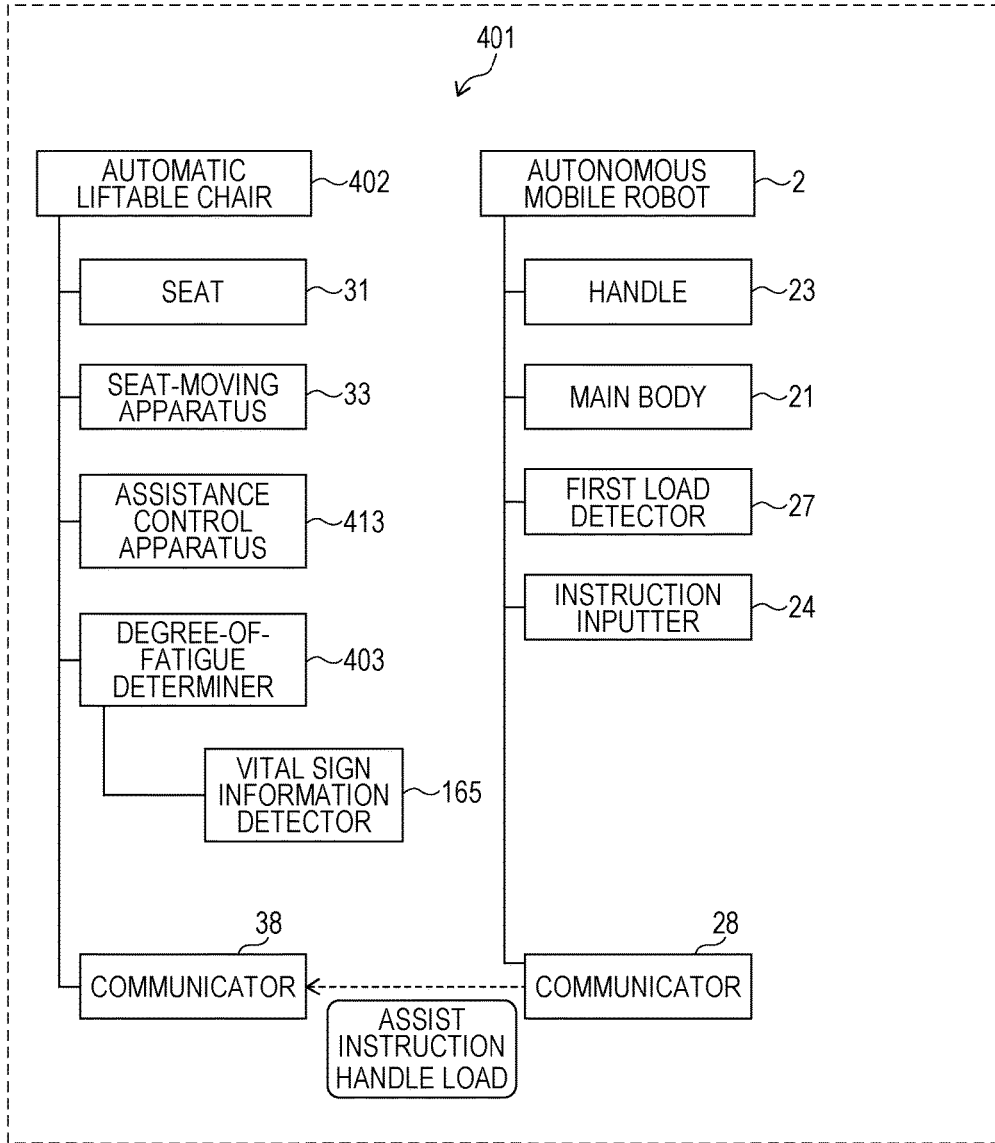 401
AUTOMATIC
LIFTABLE CHAIR
402
SEAT
31
SEAT-MOVING
APPARATUS
33
ASSISTANCE
CONTROL
APPARATUS
413
DEGREE-OF-
FATIGUE
DETERMINER
403
VITAL SIGN
INFORMATION
DETECTOR
165
38
COMMUNICATOR
AUTONOMOUS
MOBILE ROBOT
2
HANDLE
23
MAIN BODY
21
FIRST LOAD
DETECTOR
27
INSTRUCTION
INPUTTER
24
28
COMMUNICATOR
ASSIST
INSTRUCTION
HANDLE LOAD